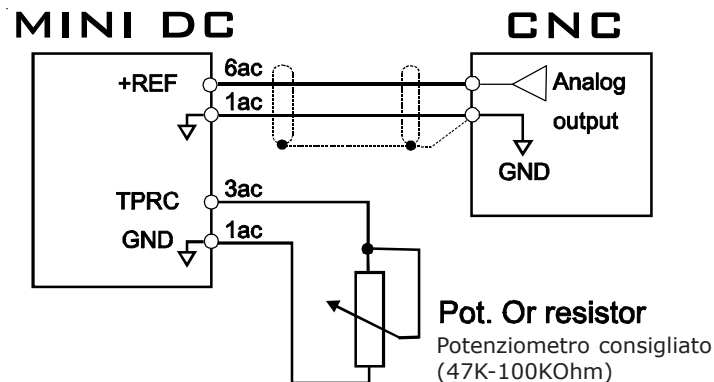 MINI DC
CNC
+REF
6ac
1ac
Analog
output
GND
TPRC
3ac
GND
1ac
Pot. Or resistor
Potenziometro consigliato
(47K-100KOhm)